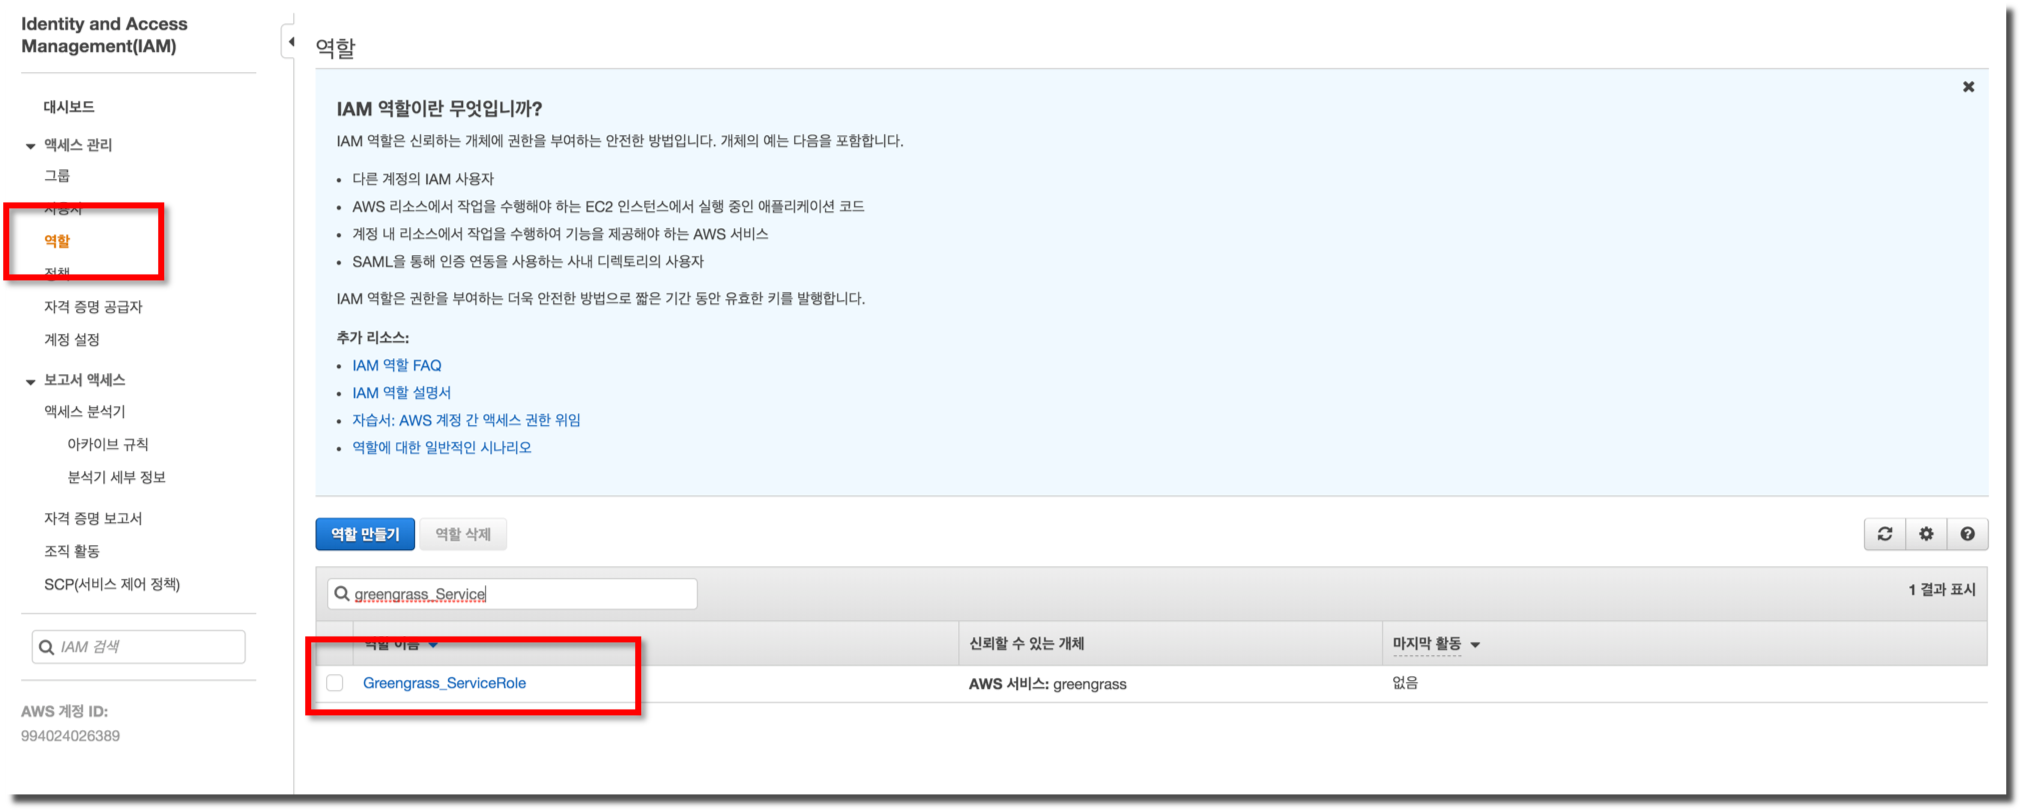 Identity and Access
Management(IAM)
대시보드
액세스 관리
그룹
사용자
역할
정책
자격 증명 공급자
계정 설정
보고서 액세스
액세스 분석기
아카이브 규칙
분석기 세부 정보
자격 증명 보고서
조직 활동
SCP(서비스 제어 정책)
IAM 검색
AWS 계정 ID:
994024026389
역할
IAM 역할이란 무엇입니까?
IAM 역할은 신뢰하는 개체에 권한을 부여하는 안전한 방법입니다. 개체의 예는 다음을 포함합니다.
다른 계정의 IAM 사용자
AWS 리소스에서 작업을 수행해야 하는 EC2 인스턴스에서 실행 중인 애플리케이션 코드
계정 내 리소스에서 작업을 수행하여 기능을 제공해야 하는 AWS 서비스
SAML을 통해 인증 연동을 사용하는 사내 디렉토리의 사용자
IAM 역할은 권한을 부여하는 더욱 안전한 방법으로 짧은 기간 동안 유효한 키를 발행합니다.
추가 리소스:
IAM 역할 FAQ
IAM 역할 설명서
자습서: AWS 계정 간 액세스 권한 위임
역할에 대한 일반적인 시나리오
역할 만들기 역할 삭제
greengrass_Service 1 결과 표시
역할 이름 신뢰할 수 있는 개체 마지막 활동
Greengrass_ServiceRole AWS 서비스: greengrass 없음